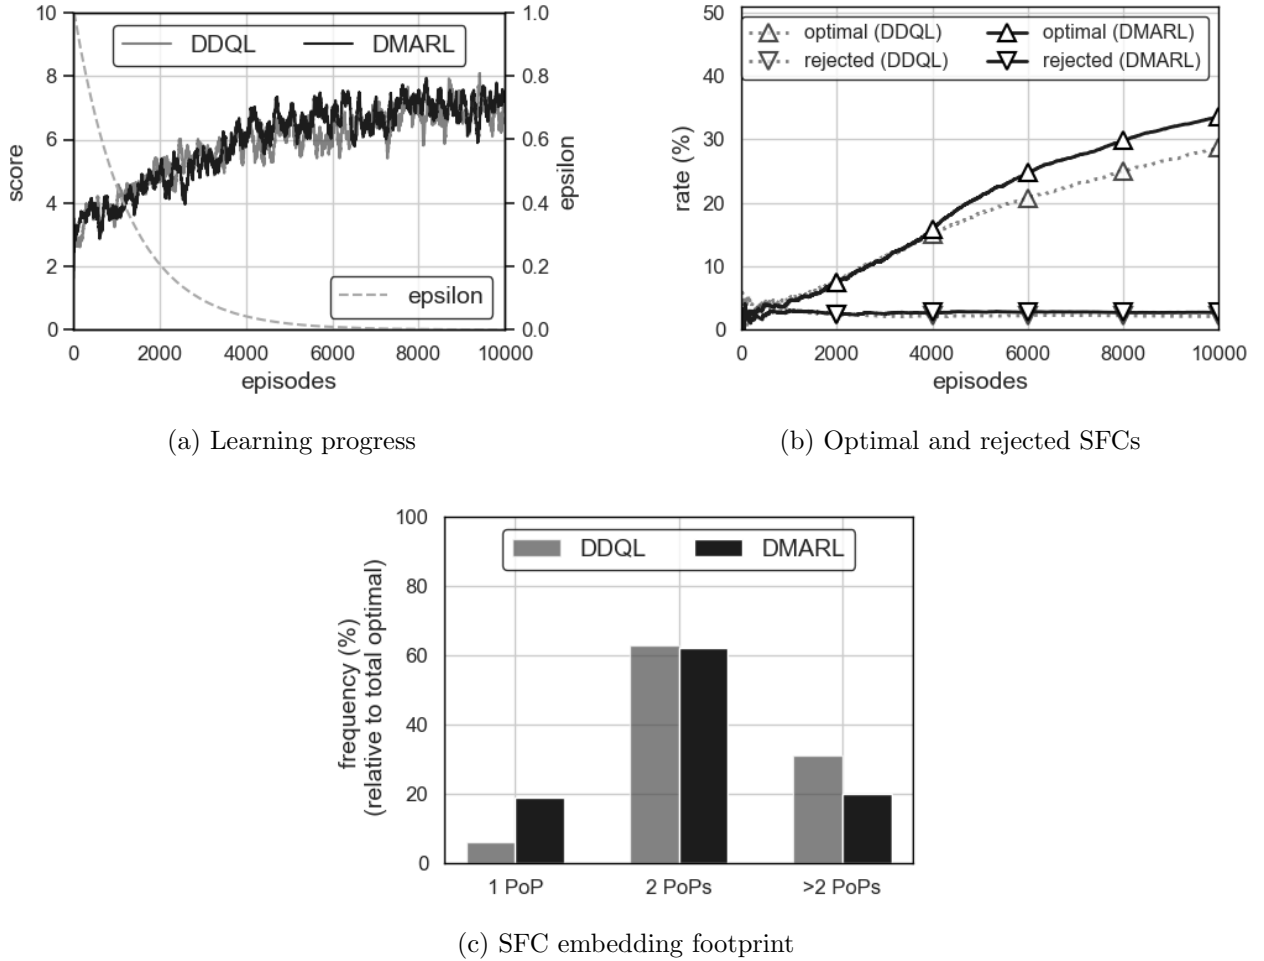 DDQL DMARL
10
8
6
4
2
0
score
1.0
0.8
0.6
0.4
0.2
0.0
epsilon
epsilon
0 2000 4000 6000 8000 10000
episodes
(a) Learning progress
optimal (DDQL) optimal (DMARL)
rejected (DDQL) rejected (DMARL)
50
40
30
20
10
0
rate (%)
0 2000 4000 6000 8000 10000
episodes
(b) Optimal and rejected SFCs
DDQL DMARL
100
80
60
40
20
0
frequency (%)
(relative to total optimal)
1 PoP 2 PoPs >2 PoPs
(c) SFC embedding footprint